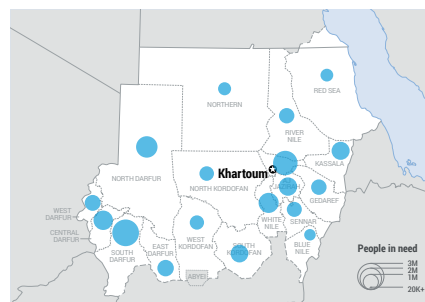 RED SEA
NORTHERN
RIVER
NILE
KASSALA
Khartoum
NORTH DARFUR
NORTH KORDOFAN
GEDAREF
WEST
DARFUR
WHITE
NILE
SENNAR
CENTRAL
DARFUR
WEST
KORDOFAN
SOUTH
KORDOFAN
EAST
DARFUR
SOUTH
DARFUR
BLUE
NILE
ABYEI
People in need
3M
2M
1M
20K+